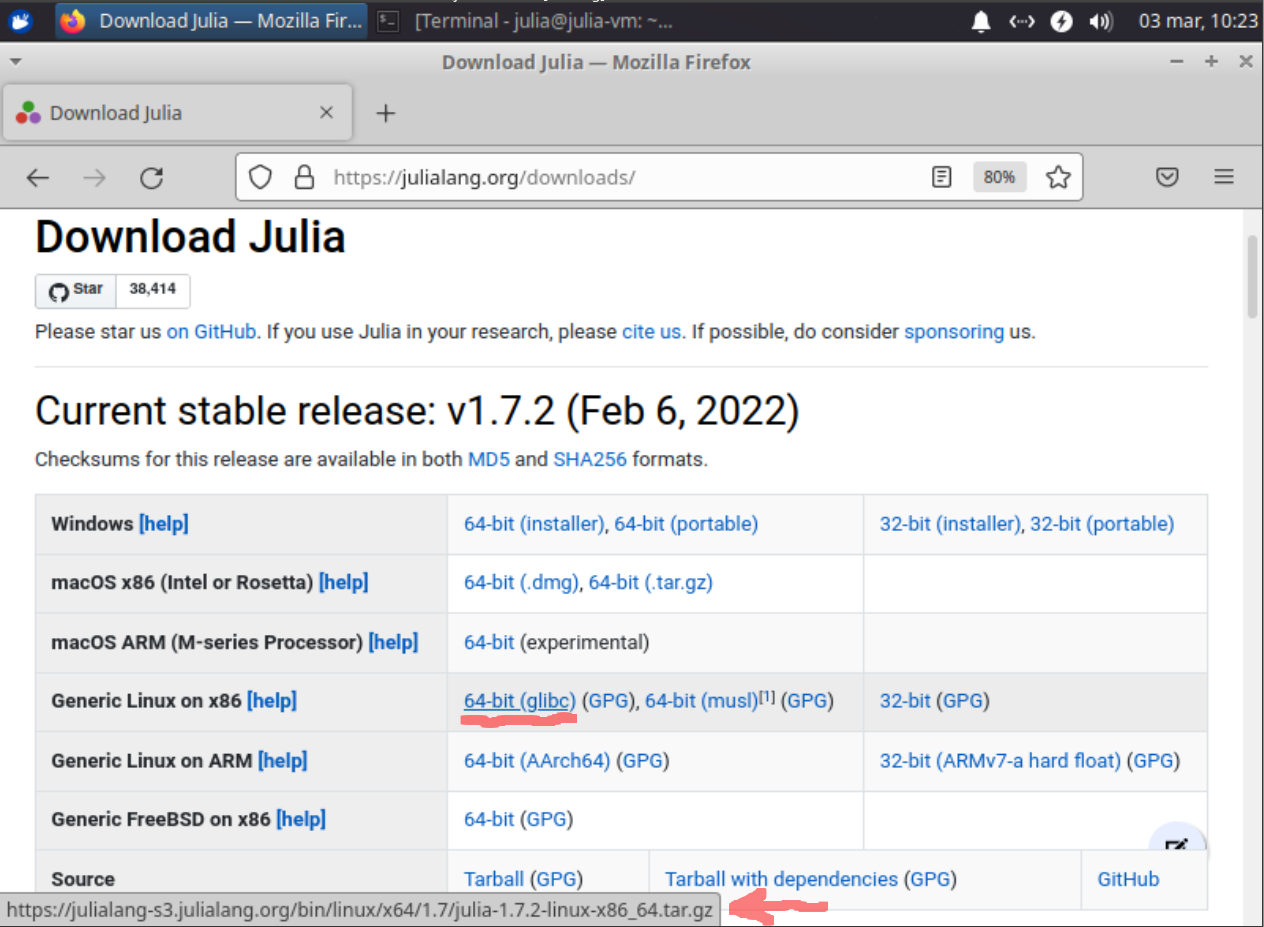 Download Julia — Mozilla Fir... [Terminal - julia@julia-vm: ~... 03 mar, 10:23
Download Julia — Mozilla Firefox
Download Julia
https://julialang.org/downloads/ 80%
Download Julia
Star 38,414
Please star us on GitHub. If you use Julia in your research, please cite us. If possible, do consider sponsoring us.
Current stable release: v1.7.2 (Feb 6, 2022)
Checksums for this release are available in both MD5 and SHA256 formats.
Windows [help] 64-bit (installer), 64-bit (portable) 32-bit (installer), 32-bit (portable)
macOS x86 (Intel or Rosetta) [help] 64-bit (.dmg), 64-bit (.tar.gz)
macOS ARM (M-series Processor) [help] 64-bit (experimental)
Generic Linux on x86 [help] 64-bit (glibc) (GPG), 64-bit (musl)[1] (GPG) 32-bit (GPG)
Generic Linux on ARM [help] 64-bit (AArch64) (GPG) 32-bit (ARMv7-a hard float) (GPG)
Generic FreeBSD on x86 [help] 64-bit (GPG)
Source Tarball (GPG) Tarball with dependencies (GPG) GitHub
https://julialang-s3.julialang.org/bin/linux/x64/1.7/julia-1.7.2-linux-x86_64.tar.gz